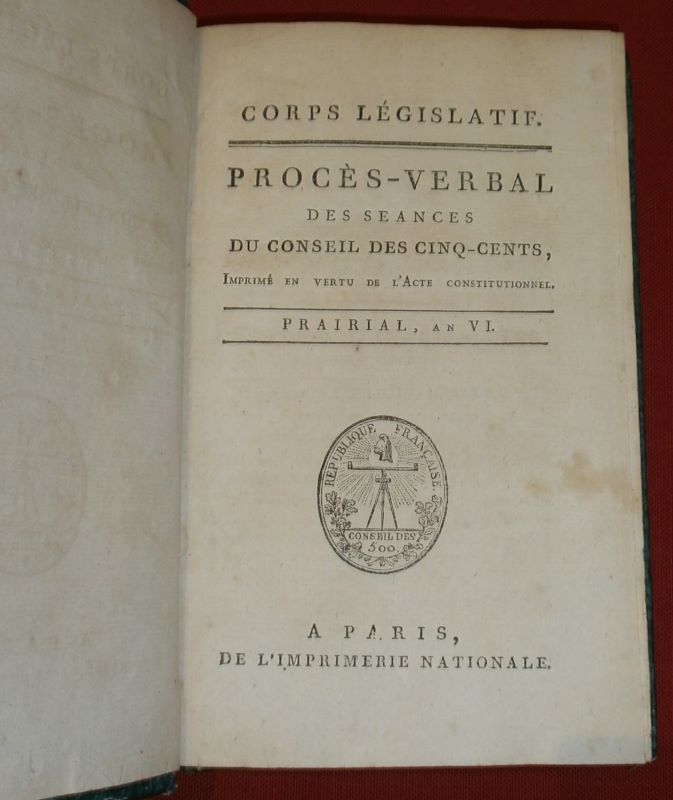 CORPS LÉGISLATIF.
PROCÈS-VERBAL
DES SEANCES
DU CONSEIL DES CINQ-CENTS,
IMPRIMÉ EN VERTU DE L'ACTE CONSTITUTIONNEL.
PRAIRIAL, AN VI.
RÉPUBLIQUE FRANÇAISE
CONSEIL DES
500
A PARIS,
DE L'IMPRIMERIE NATIONALE.